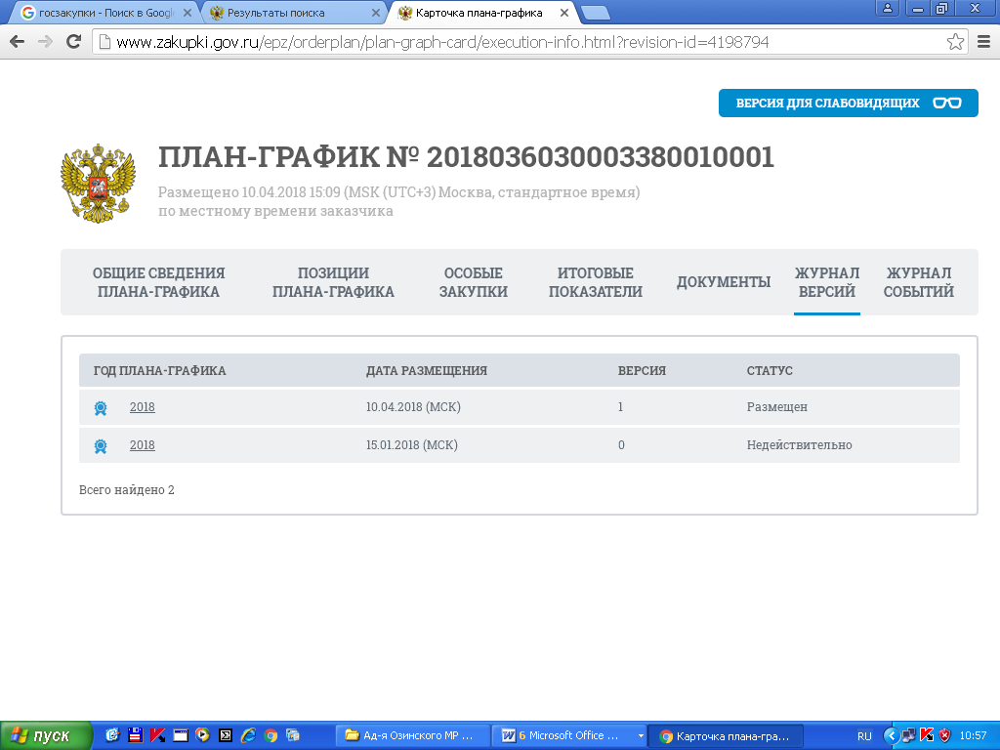 госзакупки - Поиск в Googl
Результаты поиска
Карточка плана-графика
www.zakupki.gov.ru/epz/orderplan/plan-graph-card/execution-info.html?revision-id=4198794
ВЕРСИЯ ДЛЯ СЛАБОВИДЯЩИХ
ПЛАН-ГРАФИК № 2018036030003380010001
Размещено 10.04.2018 15:09 (MSK (UTC+3) Москва, стандартное время)
по местному времени заказчика
ОБЩИЕ СВЕДЕНИЯ
ПЛАНА-ГРАФИКА
ПОЗИЦИИ
ПЛАНА-ГРАФИКА
ОСОБЫЕ
ЗАКУПКИ
ИТОГОВЫЕ
ПОКАЗАТЕЛИ
ДОКУМЕНТЫ
ЖУРНАЛ
ВЕРСИЙ
ЖУРНАЛ
СОБЫТИЙ
ГОД ПЛАНА-ГРАФИКА ДАТА РАЗМЕЩЕНИЯ ВЕРСИЯ СТАТУС
2018 10.04.2018 (МСК) 1 Размещен
2018 15.01.2018 (МСК) 0 Недействительно
Всего найдено 2
пуск
Ад-я Озинского МР ...
6 Microsoft Office ...
Карточка плана-гра...
RU
10:57